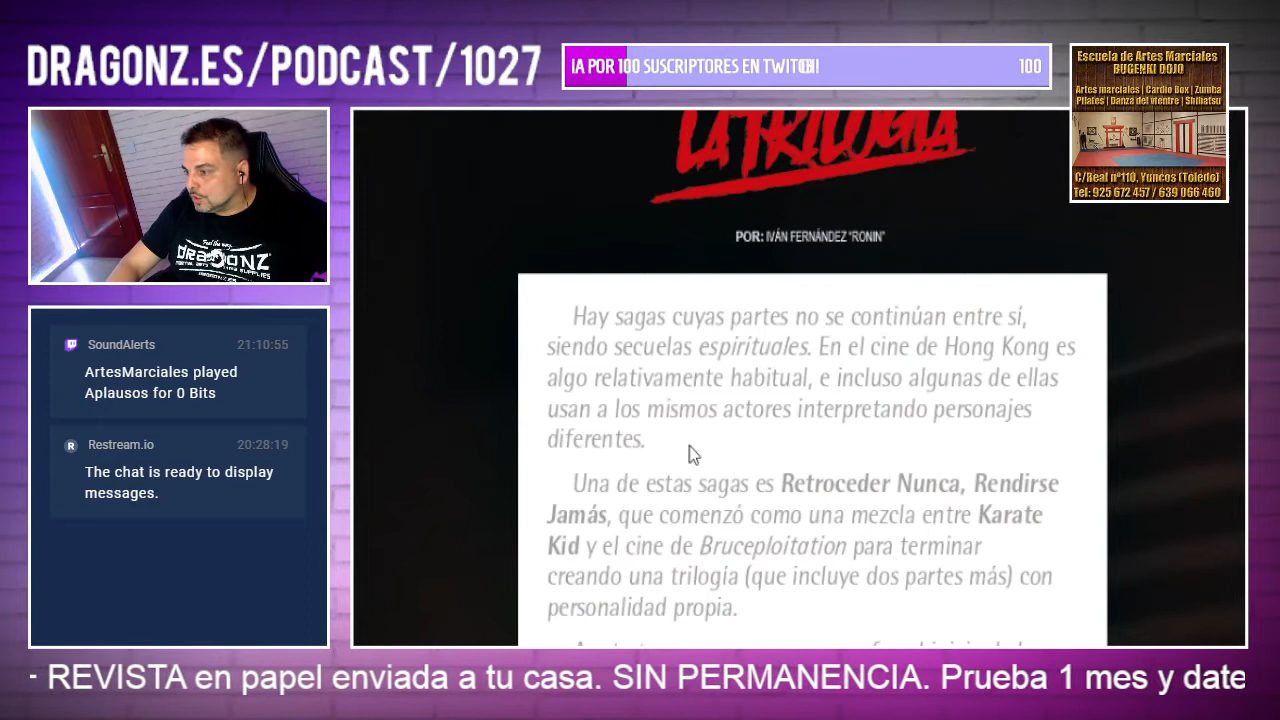 DRAGONZ.ES/PODCAST/1027
IA POR 100 SUSCRIPTORES EN TWITCH!
100
Escuela de Artes Marciales
BUGENKI DOJO
Artes marciales | Cardio Box | Zumba
Pilates | Danza del vientre | Shihatsu
C/Real nº110, Yuncos (Toledo)
Tel: 925 672 457 / 639 066 460
Feel the way.
DRAGONZ
LA TRILOGÍA
POR: IVÁN FERNÁNDEZ "RONIN"
Hay sagas cuyas partes no se continúan entre sí,
siendo secuelas espirituales. En el cine de Hong Kong es
algo relativamente habitual, e incluso algunas de ellas
usan a los mismos actores interpretando personajes
diferentes.
Una de estas sagas es Retroceder Nunca, Rendirse
Jamás, que comenzó como una mezcla entre Karate
Kid y el cine de Bruceploitation para terminar
creando una trilogía (que incluye dos partes más) con
personalidad propia.
SoundAlerts
21:10:55
ArtesMarciales played
Aplausos for 0 Bits
R
Restream.io
20:28:19
The chat is ready to display
messages.
- REVISTA en papel enviada a tu casa. SIN PERMANENCIA. Prueba 1 mes y date